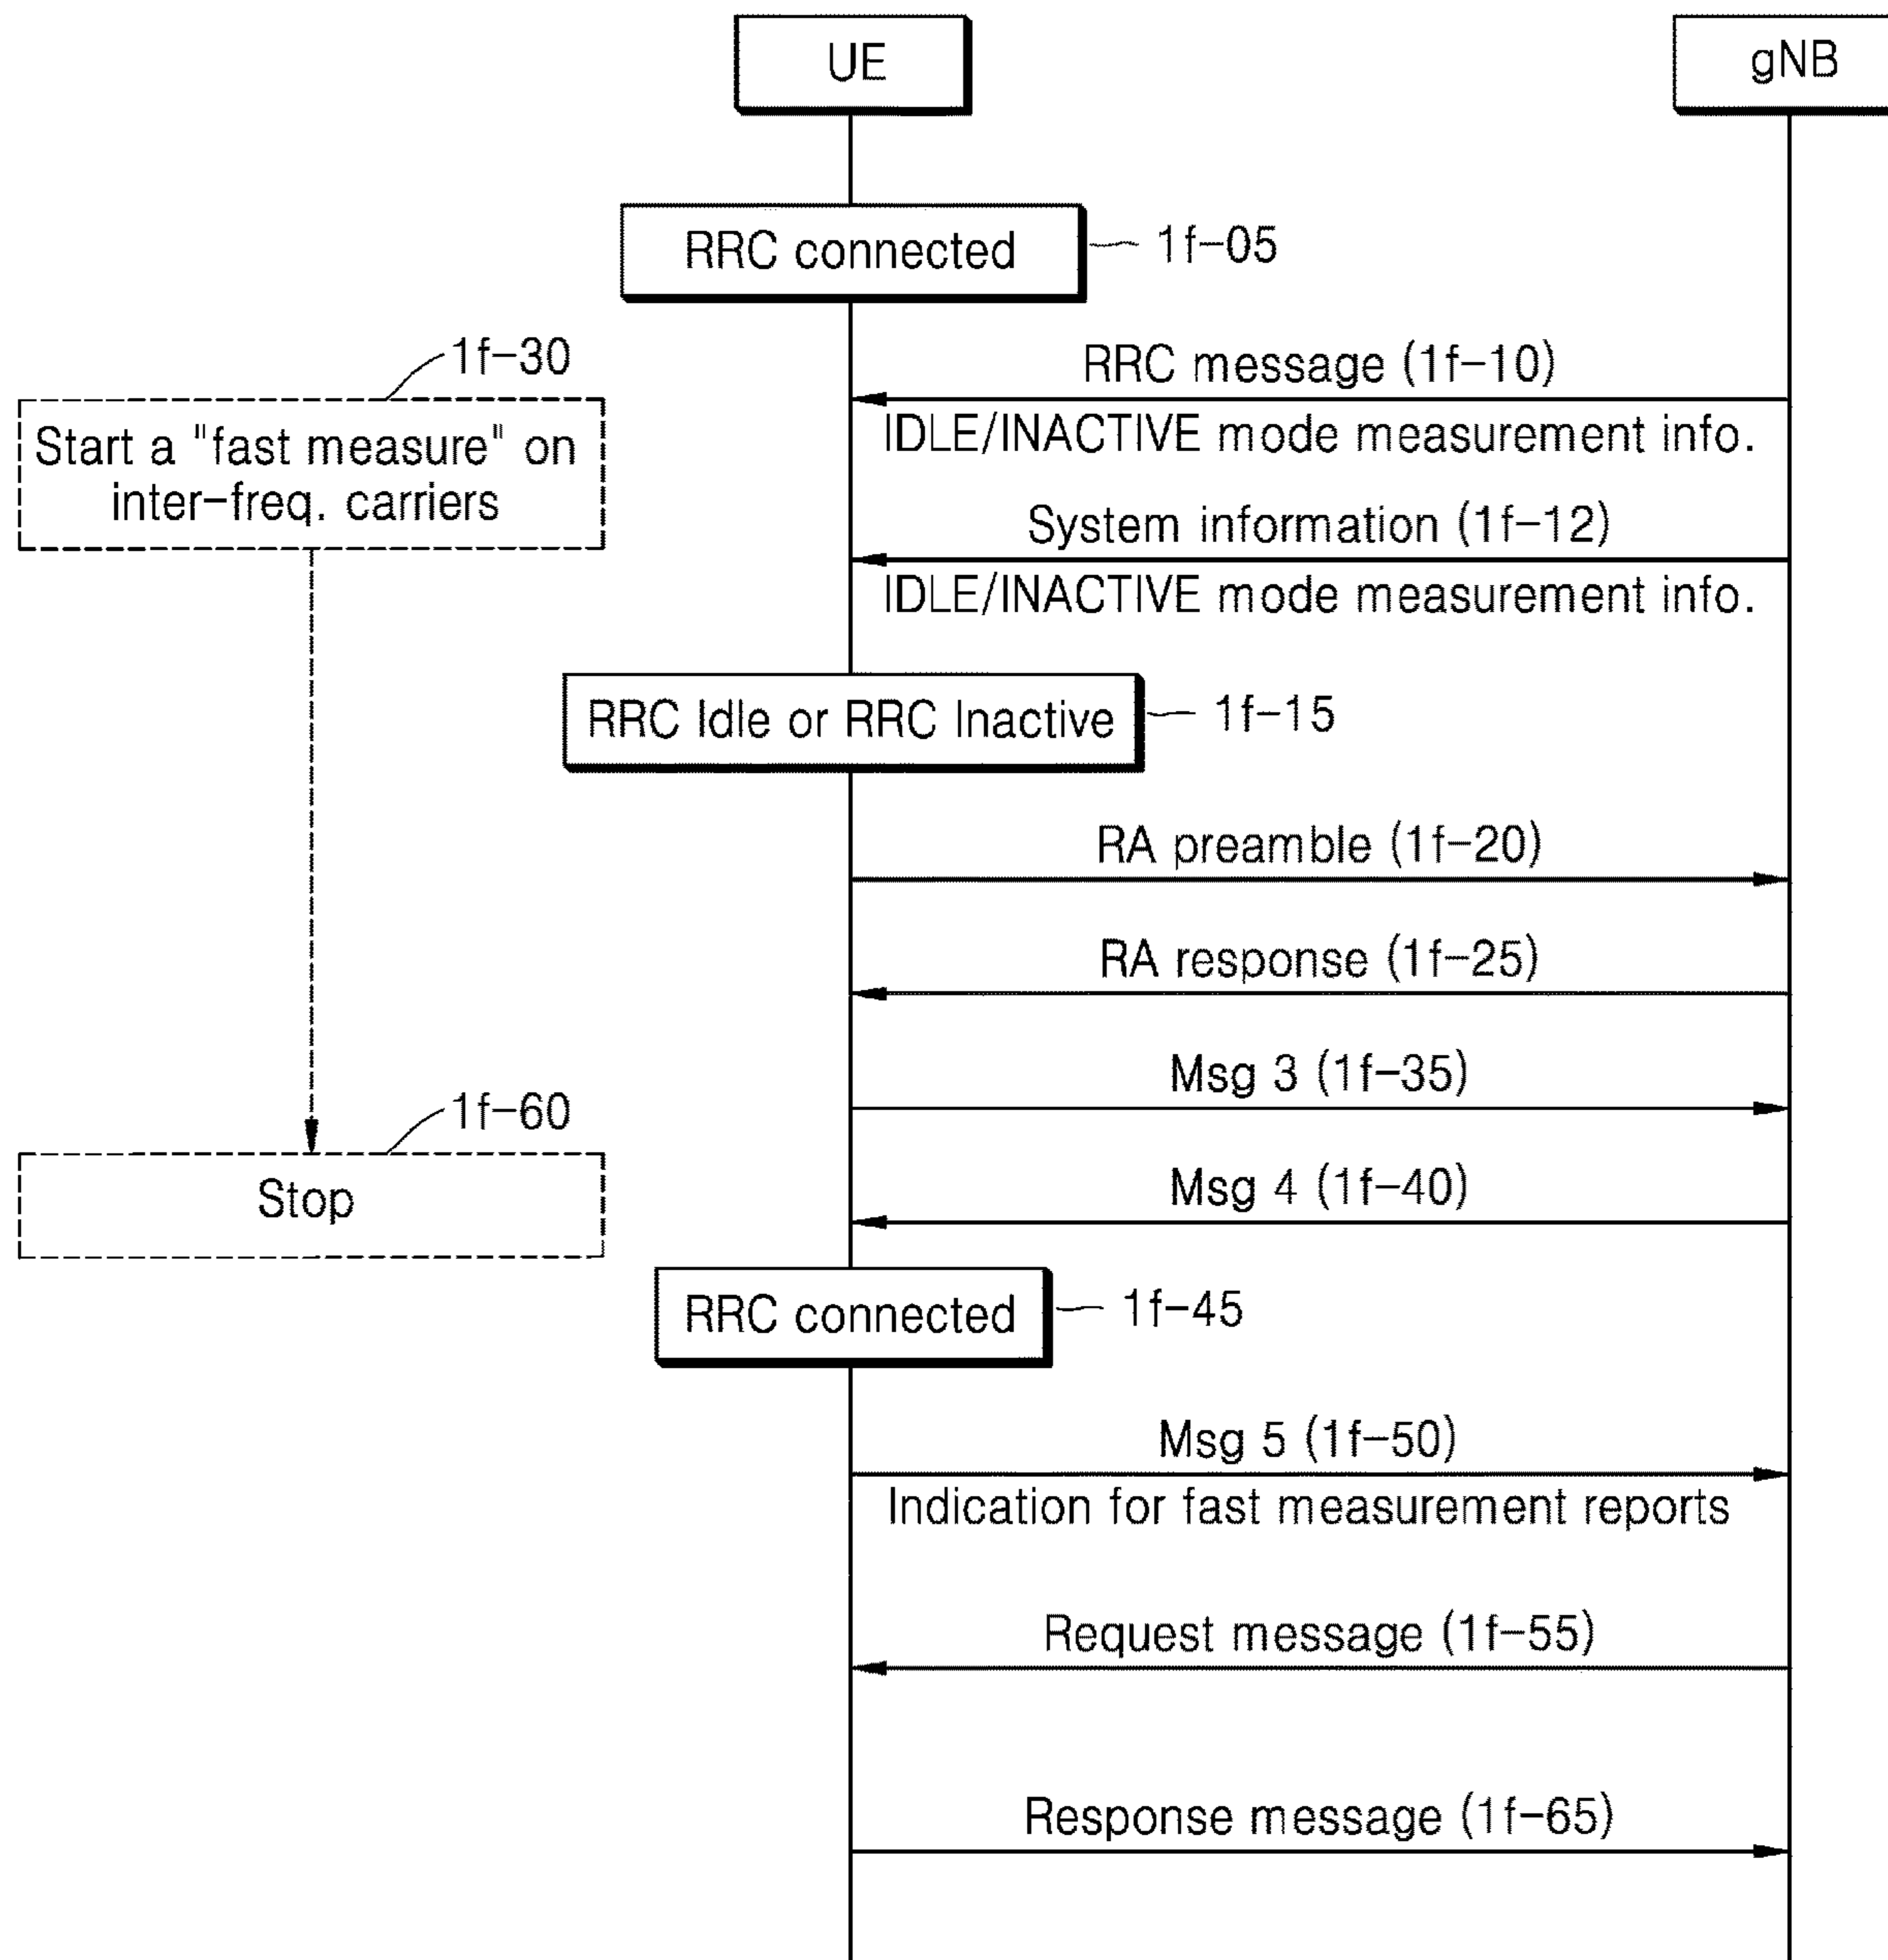 UE
gNB
RRC connected
1f-05
1f-30
Start a "fast measure" on
inter-freq. carriers
RRC message (1f-10)
IDLE/INACTIVE mode measurement info.
System information (1f-12)
IDLE/INACTIVE mode measurement info.
RRC Idle or RRC Inactive
1f-15
RA preamble (1f-20)
RA response (1f-25)
Msg 3 (1f-35)
1f-60
Stop
Msg 4 (1f-40)
RRC connected
1f-45
Msg 5 (1f-50)
Indication for fast measurement reports
Request message (1f-55)
Response message (1f-65)